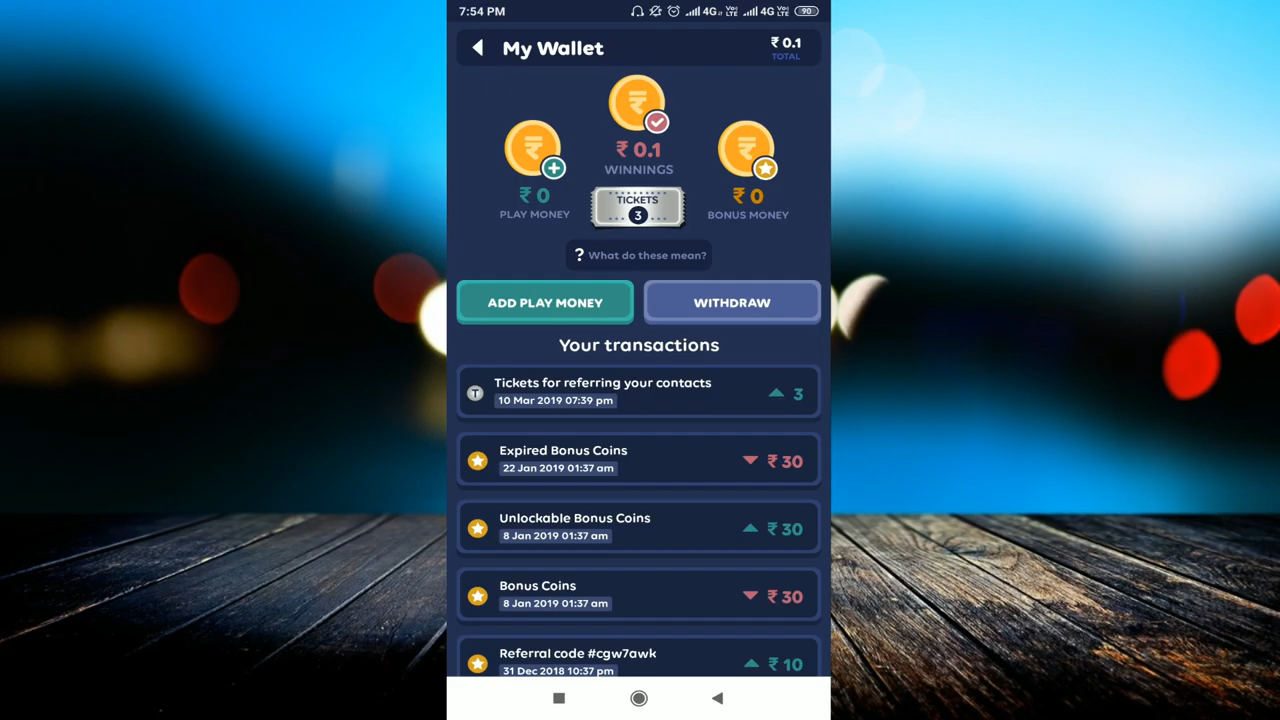 7:54 PM
4G Vo) LTE 4G Vo) LTE 90
My Wallet
₹ 0.1
TOTAL
₹ 0.1
WINNINGS
₹ 0
PLAY MONEY
TICKETS
3
₹ 0
BONUS MONEY
? What do these mean?
ADD PLAY MONEY
WITHDRAW
Your transactions
T
Tickets for referring your contacts
10 Mar 2019 07:39 pm
3
Expired Bonus Coins
22 Jan 2019 01:37 am
₹ 30
Unlockable Bonus Coins
8 Jan 2019 01:37 am
₹ 30
Bonus Coins
8 Jan 2019 01:37 am
₹ 30
Referral code #cgw7awk
31 Dec 2018 10:37 pm
₹ 10